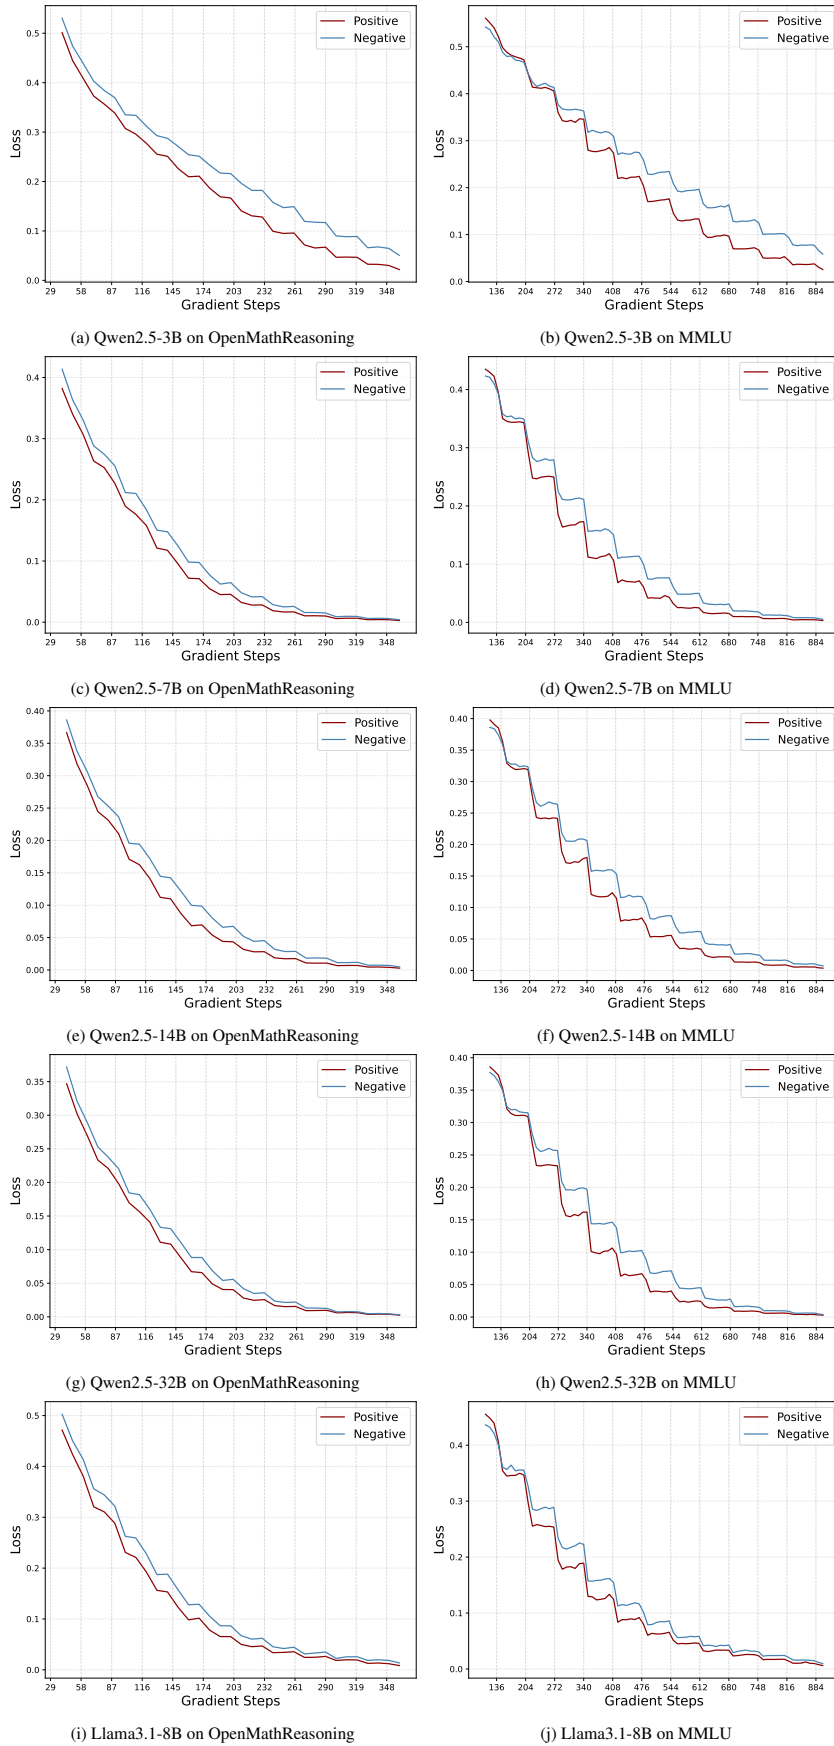 Positive
Negative
0.5
0.4
0.3
0.2
0.1
0.0
Loss
29 58 87 116 145 174 203 232 261 290 319 348
Gradient Steps
(a) Qwen2.5-3B on OpenMathReasoning
Positive
Negative
0.5
0.4
0.3
0.2
0.1
0.0
Loss
136 204 272 340 408 476 544 612 680 748 816 884
Gradient Steps
(b) Qwen2.5-3B on MMLU
Positive
Negative
0.4
0.3
0.2
0.1
0.0
Loss
29 58 87 116 145 174 203 232 261 290 319 348
Gradient Steps
(c) Qwen2.5-7B on OpenMathReasoning
Positive
Negative
0.4
0.3
0.2
0.1
0.0
Loss
136 204 272 340 408 476 544 612 680 748 816 884
Gradient Steps
(d) Qwen2.5-7B on MMLU
Positive
Negative
0.40
0.35
0.30
0.25
0.20
0.15
0.10
0.05
0.00
Loss
29 58 87 116 145 174 203 232 261 290 319 348
Gradient Steps
(e) Qwen2.5-14B on OpenMathReasoning
Positive
Negative
0.40
0.35
0.30
0.25
0.20
0.15
0.10
0.05
0.00
Loss
136 204 272 340 408 476 544 612 680 748 816 884
Gradient Steps
(f) Qwen2.5-14B on MMLU
Positive
Negative
0.35
0.30
0.25
0.20
0.15
0.10
0.05
0.00
Loss
29 58 87 116 145 174 203 232 261 290 319 348
Gradient Steps
(g) Qwen2.5-32B on OpenMathReasoning
Positive
Negative
0.40
0.35
0.30
0.25
0.20
0.15
0.10
0.05
0.00
Loss
136 204 272 340 408 476 544 612 680 748 816 884
Gradient Steps
(h) Qwen2.5-32B on MMLU
Positive
Negative
0.5
0.4
0.3
0.2
0.1
0.0
Loss
29 58 87 116 145 174 203 232 261 290 319 348
Gradient Steps
(i) Llama3.1-8B on OpenMathReasoning
Positive
Negative
0.4
0.3
0.2
0.1
0.0
Loss
136 204 272 340 408 476 544 612 680 748 816 884
Gradient Steps
(j) Llama3.1-8B on MMLU